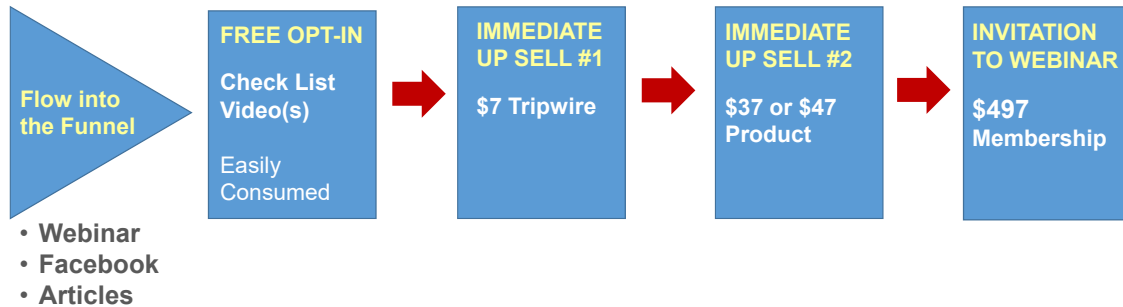 Flow into
the Funnel
• Webinar
• Facebook
• Articles
FREE OPT-IN
Check List
Video(s)
Easily
Consumed
IMMEDIATE
UP SELL #1
$7 Tripwire
IMMEDIATE
UP SELL #2
$37 or $47
Product
INVITATION
TO WEBINAR
$497
Membership